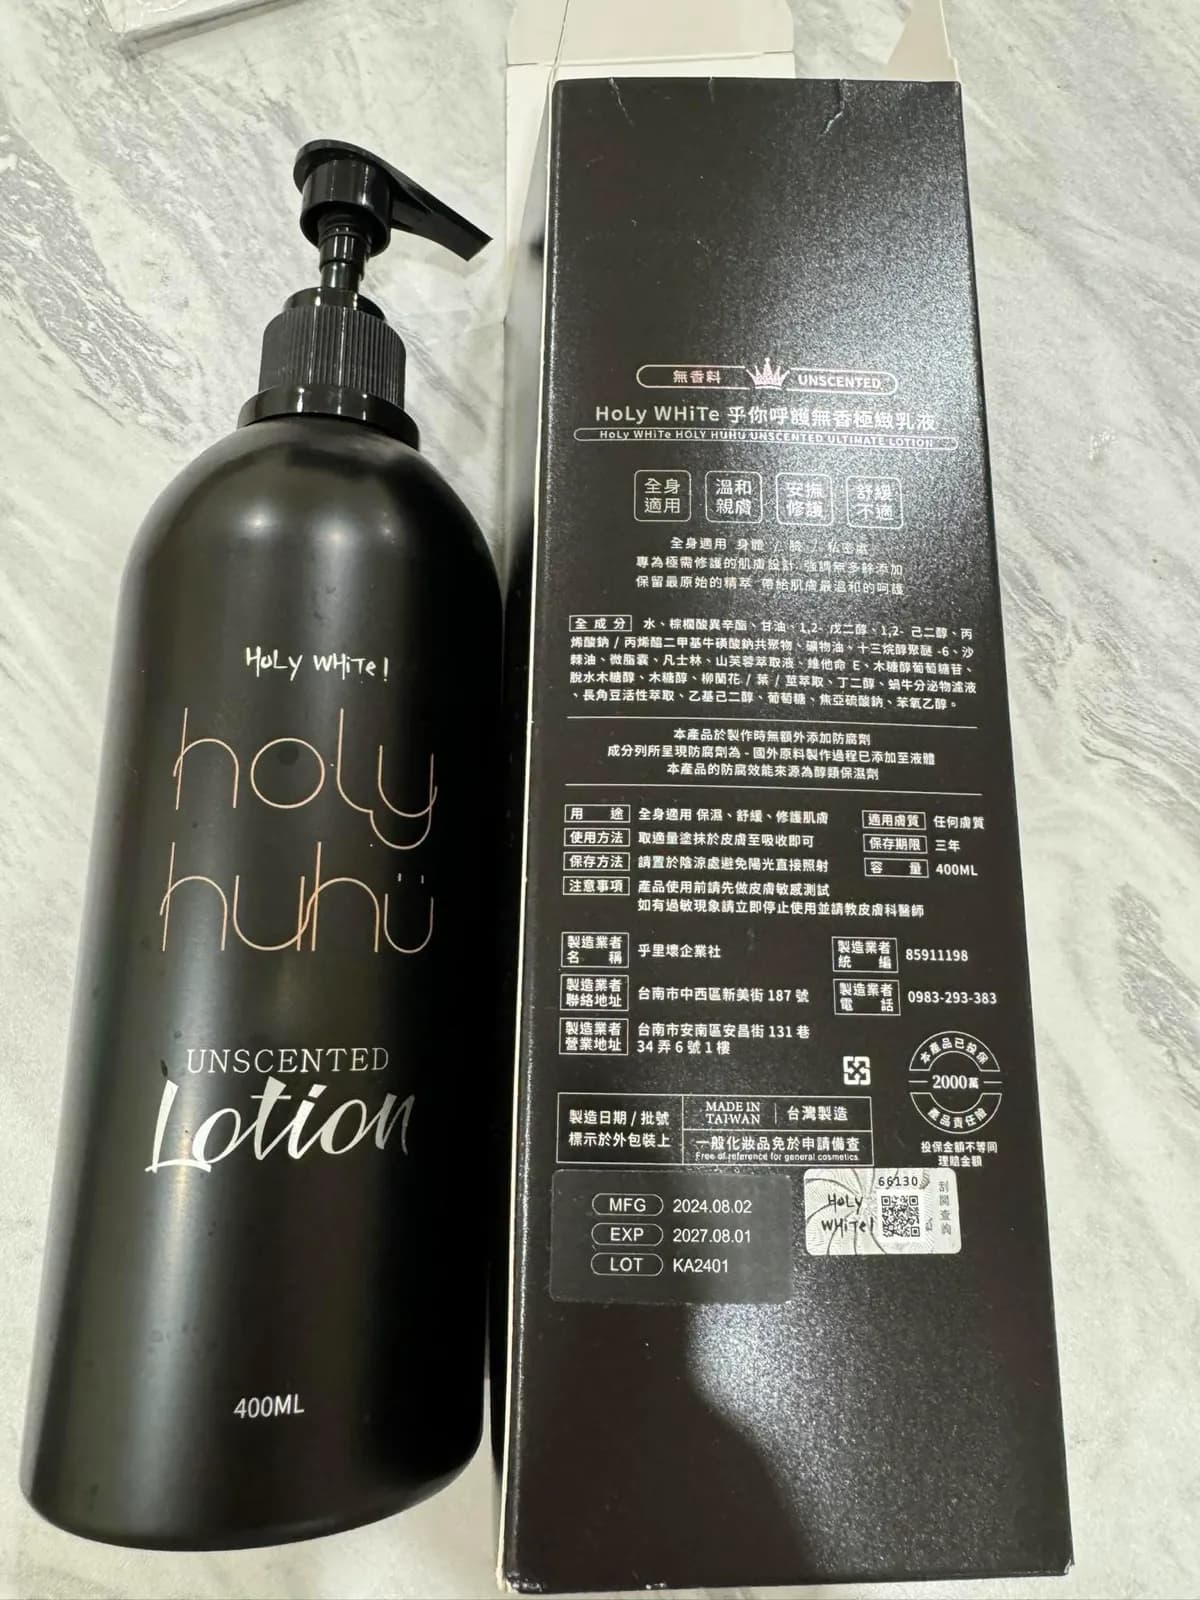 HoLy WHiTe!
holy
huhü
UNSCENTED
Lotion
400ML
無香料 UNSCENTED
HoLy WHiTe 乎你呼護無香極緻乳液
HoLy WHiTe HOLY HUHU UNSCENTED ULTIMATE LOTION
全身適用 溫和親膚 安撫修護 舒緩不適
全身適用 身體 / 臉 / 私密處
專為極需修護的肌膚設計 強調無多餘添加
保留最原始的精萃 帶給肌膚最溫和的呵護
全成分 水、棕櫚酸異辛酯、甘油、1,2- 戊二醇、1,2- 己二醇、丙
烯酸鈉 / 丙烯醯二甲基牛磺酸鈉共聚物、礦物油、十三烷醇聚醚 -6、沙
棘油、微脂囊、凡士林、山芙蓉萃取液、維他命 E、木糖醇葡萄糖苷、
脫水木糖醇、木糖醇、柳蘭花 / 葉 / 莖萃取、丁二醇、蝸牛分泌物濾液
、長角豆活性萃取、乙基己二醇、葡萄糖、焦亞硫酸鈉、苯氧乙醇。
本產品於製作時無額外添加防腐劑
成分列所呈現防腐劑為 - 國外原料製作過程已添加至液體
本產品的防腐效能來源為醇類保濕劑
用途 全身適用 保濕、舒緩、修護肌膚
適用膚質 任何膚質
使用方法 取適量塗抹於皮膚至吸收即可
保存期限 三年
保存方法 請置於陰涼處避免陽光直接照射
容量 400ML
注意事項 產品使用前請先做皮膚敏感測試
如有過敏現象請立即停止使用並請教皮膚科醫師
製造業者名稱 乎里壞企業社
製造業者統編 85911198
製造業者聯絡地址 台南市中西區新美街 187 號
製造業者電話 0983-293-383
製造業者營業地址 台南市安南區安昌街 131 巷
34 弄 6 號 1 樓
本產品已投保
2000萬
產品責任險
投保金額不等同
理賠金額
製造日期 / 批號
標示於外包裝上
MADE IN TAIWAN 台灣製造
一般化妝品免於申請備查
Free of reference for general cosmetics.
MFG 2024.08.02
EXP 2027.08.01
LOT KA2401
66130
HoLy
WHiTe!
刮開查詢